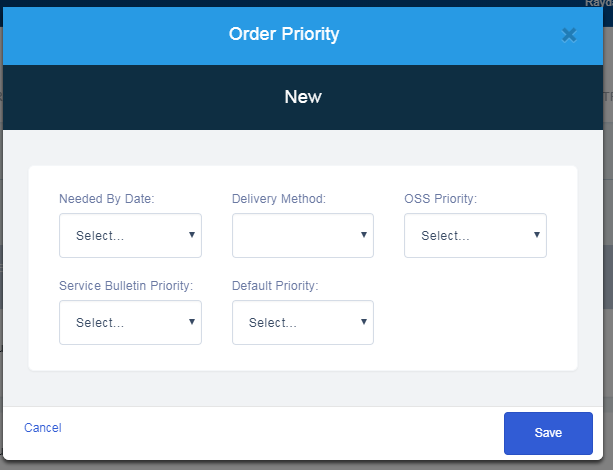 Order Priority
New
Needed By Date: Delivery Method: OSS Priority:
Select... Select...
Service Bulletin Priority: Default Priority:
Select... Select...
Cancel Save